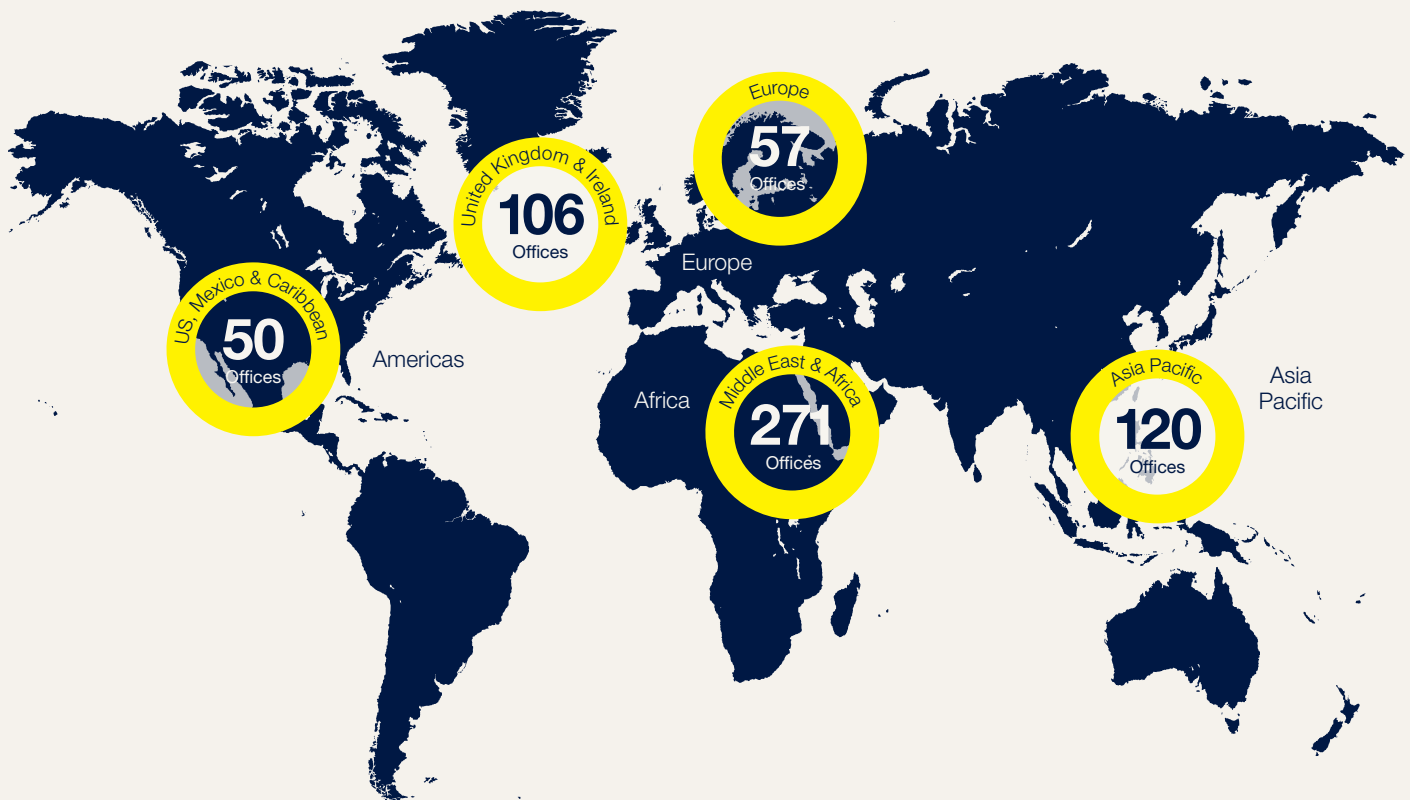 Europe
57
Offices
United Kingdom & Ireland
106
Offices
Europe
US, Mexico & Caribbean
50
Offices
Americas
Middle East & Africa
271
Offices
Africa
Asia Pacific
120
Offices
Asia
Pacific